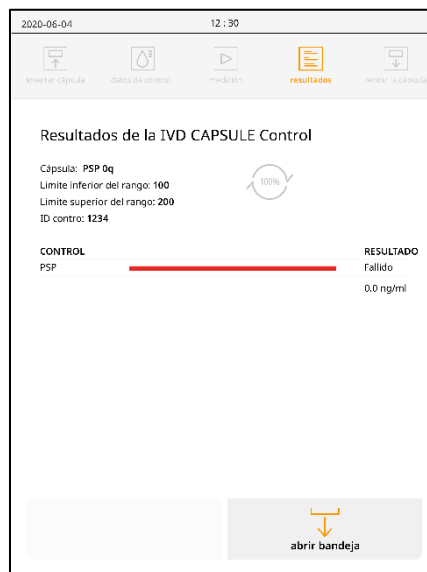 2020-06-04 12 : 30
insertar cápsula datos de control medición resultados retirar la cápsula
Resultados de la IVD CAPSULE Control
Cápsula: PSP 0q
Limite inferior del rango: 100
Limite superior del rango: 200
ID contro: 1234
100%
CONTROL RESULTADO
PSP Fallido
0.0 ng/ml
abrir bandeja